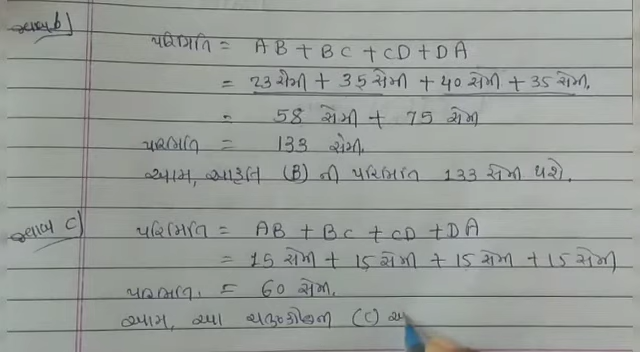 જવાબ b)
પરિમિતિ = AB + BC + CD + DA
= 23 સેમી + 35 સેમી + 40 સેમી + 35 સેમી.
= 58 સેમી + 75 સેમી
પરિમિતિ = 133 સેમી.
આમ, આકૃતિ (B) ની પરિમિતિ 133 સેમી થશે.
જવાબ c)
પરિમિતિ = AB + BC + CD + DA
= 15 સેમી + 15 સેમી + 15 સેમી + 15 સેમી
પરિમિતિ. = 60 સેમી.
આમ, આ ચતુષ્કોણની (C) આ